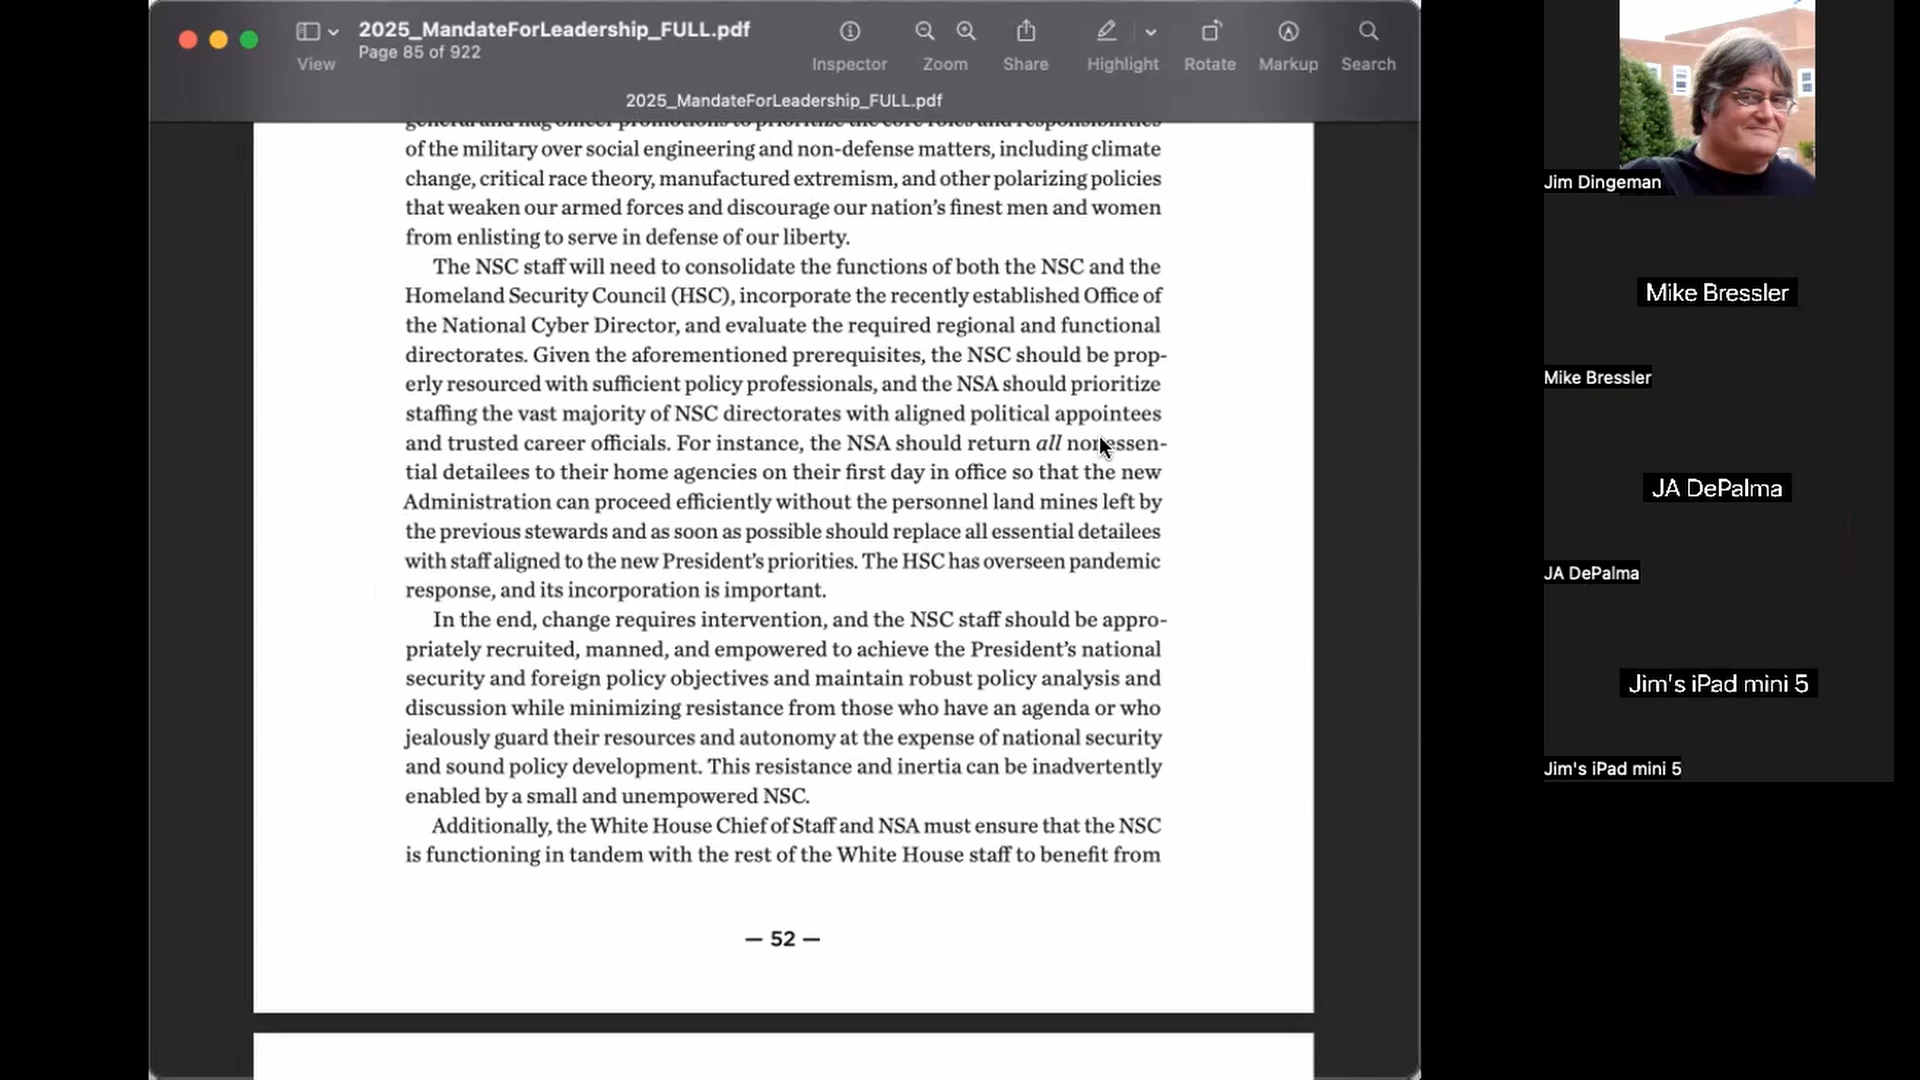 2025_MandateForLeadership_FULL.pdf
Page 85 of 922
View
Inspector
Zoom
Share
Highlight
Rotate
Markup
Search
2025_MandateForLeadership_FULL.pdf
general and flag officer promotions to prioritize the core roles and responsibilities
of the military over social engineering and non-defense matters, including climate
change, critical race theory, manufactured extremism, and other polarizing policies
that weaken our armed forces and discourage our nation’s finest men and women
from enlisting to serve in defense of our liberty.
The NSC staff will need to consolidate the functions of both the NSC and the
Homeland Security Council (HSC), incorporate the recently established Office of
the National Cyber Director, and evaluate the required regional and functional
directorates. Given the aforementioned prerequisites, the NSC should be prop-
erly resourced with sufficient policy professionals, and the NSA should prioritize
staffing the vast majority of NSC directorates with aligned political appointees
and trusted career officials. For instance, the NSA should return all nonessen-
tial detailees to their home agencies on their first day in office so that the new
Administration can proceed efficiently without the personnel land mines left by
the previous stewards and as soon as possible should replace all essential detailees
with staff aligned to the new President’s priorities. The HSC has overseen pandemic
response, and its incorporation is important.
In the end, change requires intervention, and the NSC staff should be appro-
priately recruited, manned, and empowered to achieve the President’s national
security and foreign policy objectives and maintain robust policy analysis and
discussion while minimizing resistance from those who have an agenda or who
jealously guard their resources and autonomy at the expense of national security
and sound policy development. This resistance and inertia can be inadvertently
enabled by a small and unempowered NSC.
Additionally, the White House Chief of Staff and NSA must ensure that the NSC
is functioning in tandem with the rest of the White House staff to benefit from
— 52 —
Jim Dingeman
Mike Bressler
Mike Bressler
JA DePalma
JA DePalma
Jim's iPad mini 5
Jim's iPad mini 5